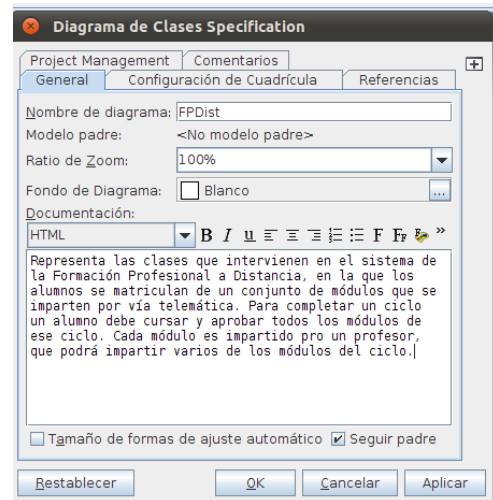 Diagrama de Clases Specification
Project Management Comentarios
General Configuración de Cuadrícula Referencias
Nombre de diagrama: FPDist
Modelo padre: <No modelo padre>
Ratio de Zoom: 100%
Fondo de Diagrama: Blanco ...
Documentación:
HTML B I u F FF »
Representa las clases que intervienen en el sistema de
la Formación Profesional a Distancia, en la que los
alumnos se matriculan de un conjunto de módulos que se
imparten por vía telemática. Para completar un ciclo
un alumno debe cursar y aprobar todos los módulos de
ese ciclo. Cada módulo es impartido pro un profesor,
que podrá impartir varios de los módulos del ciclo.
Tamaño de formas de ajuste automático Seguir padre
Restablecer OK Cancelar Aplicar